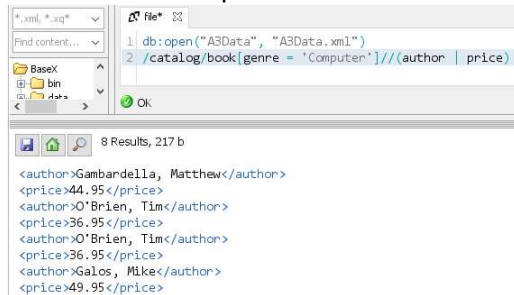 *.xml, *.xq*
file*
Find content...
1 db:open("A3Data", "A3Data.xml")
2 /catalog/book[genre = 'Computer']//(author | price)
BaseX
bin
data
OK
8 Results, 217 b
<author>Gambardella, Matthew</author>
<price>44.95</price>
<author>O'Brien, Tim</author>
<price>36.95</price>
<author>O'Brien, Tim</author>
<price>36.95</price>
<author>Galos, Mike</author>
<price>49.95</price>